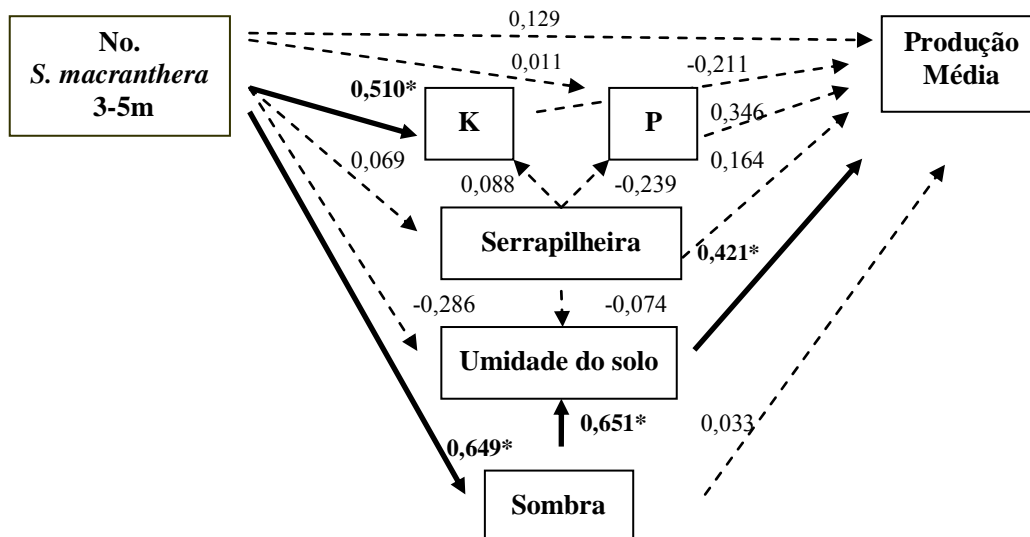 No.
S. macranthera
3-5m
0,129
Produção
Média
0,011
-0,211
0,510*
K
P
0,346
0,069
0,164
0,088
-0,239
Serrapilheira
0,421*
-0,286
-0,074
Umidade do solo
0,651*
0,033
0,649*
Sombra